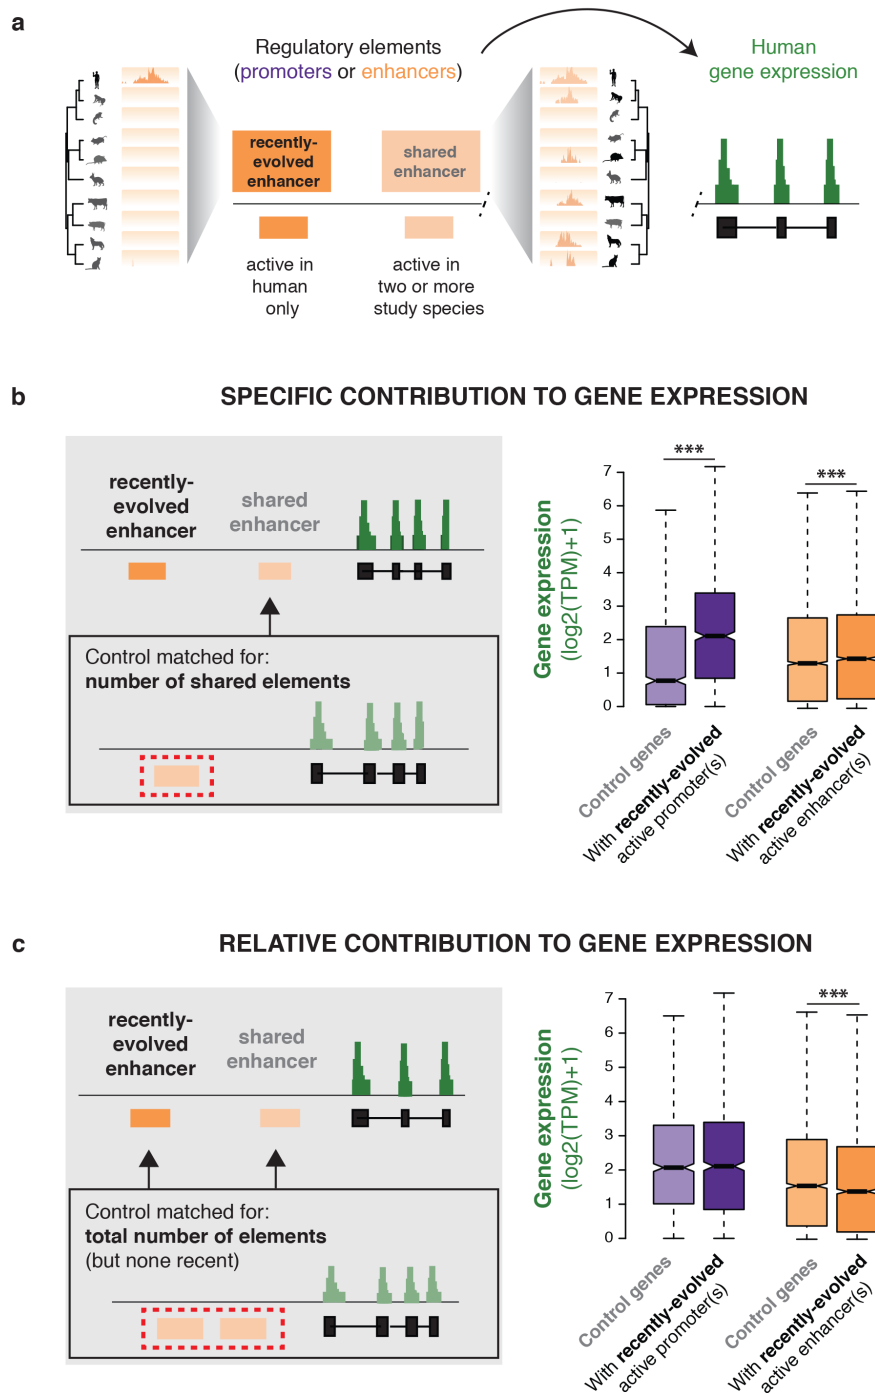 a
Regulatory elements
(promoters or enhancers)
Human
gene expression
recently-
evolved
enhancer
shared
enhancer
active in
human
only
active in
two or more
study species
b
SPECIFIC CONTRIBUTION TO GENE EXPRESSION
recently-
evolved
enhancer
shared
enhancer
Control matched for:
number of shared elements
Gene expression
(log2(TPM)+1)
7
6
5
4
3
2
1
0
***
***
Control genes
With recently-evolved
active promoter(s)
Control genes
With recently-evolved
active enhancer(s)
c
RELATIVE CONTRIBUTION TO GENE EXPRESSION
recently-
evolved
enhancer
shared
enhancer
Control matched for:
total number of elements
(but none recent)
Gene expression
(log2(TPM)+1)
7
6
5
4
3
2
1
0
***
Control genes
With recently-evolved
active promoter(s)
Control genes
With recently-evolved
active enhancer(s)